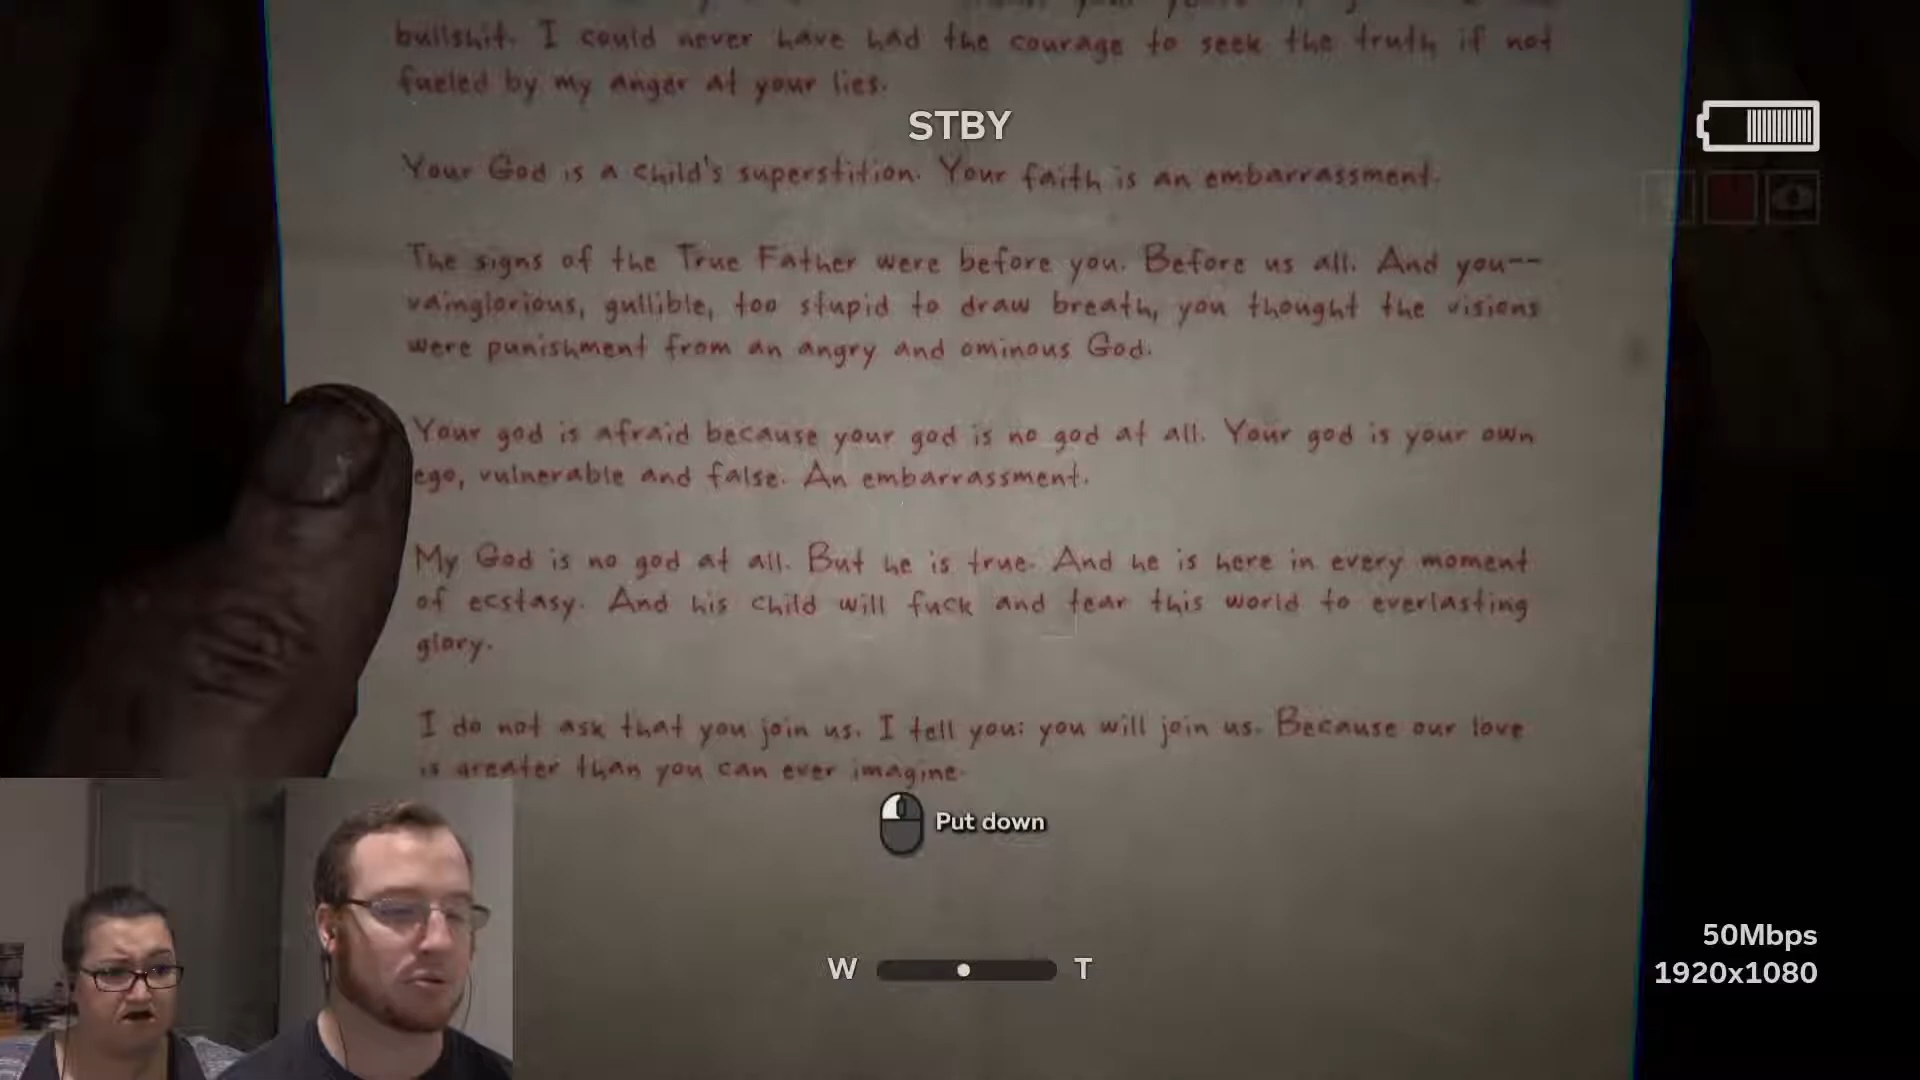 bullshit. I could never have had the courage to seek the truth if not
fueled by my anger at your lies.
STBY
Your God is a child's superstition. Your faith is an embarrassment.
The signs of the True Father were before you. Before us all. And you--
vainglorious, gullible, too stupid to draw breath, you thought the visions
were punishment from an angry and ominous God.
Your god is afraid because your god is no god at all. Your god is your own
ego, vulnerable and false. An embarrassment.
My God is no god at all. But he is true. And he is here in every moment
of ecstasy. And his child will fuck and tear this world to everlasting
glory.
I do not ask that you join us. I tell you: you will join us. Because our love
is greater than you can ever imagine.
Put down
50Mbps
W T
1920x1080